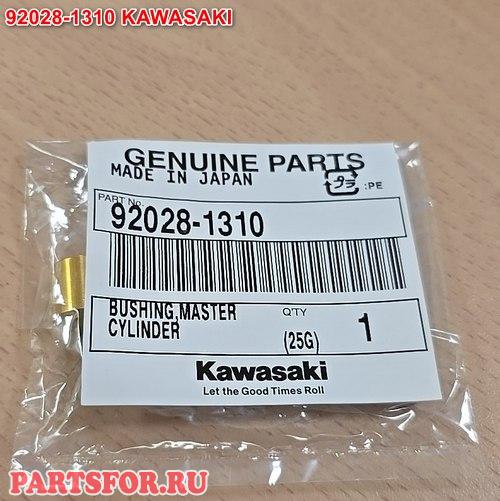 92028-1310 KAWASAKI
GENUINE PARTS
MADE IN JAPAN
プラ :PE
PART No.
92028-1310
BUSHING,MASTER
CYLINDER
Q'TY
(25G)
1
Kawasaki
Let the Good Times Roll
PARTSFOR.RU